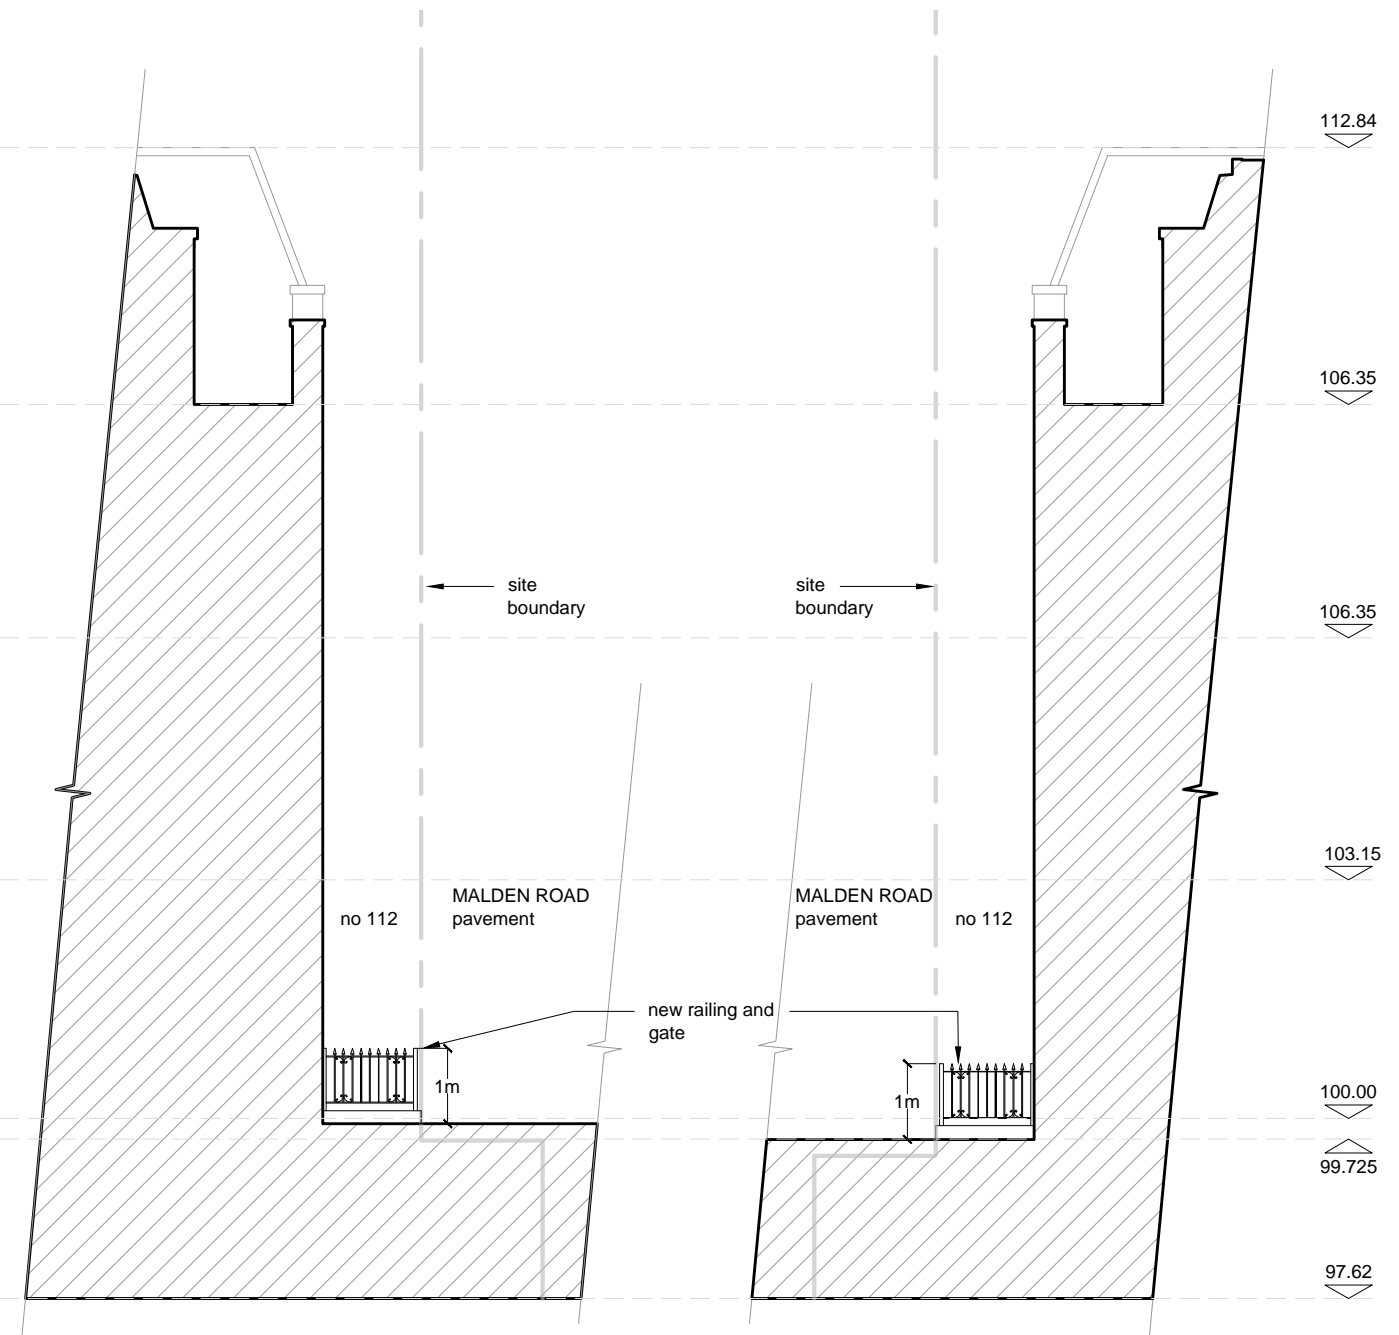 112.84
106.35
site
boundary
site
boundary
106.35
103.15
MALDEN ROAD
pavement
no 112
MALDEN ROAD
pavement
no 112
new railing and
gate
1m
1m
100.00
99.725
97.62